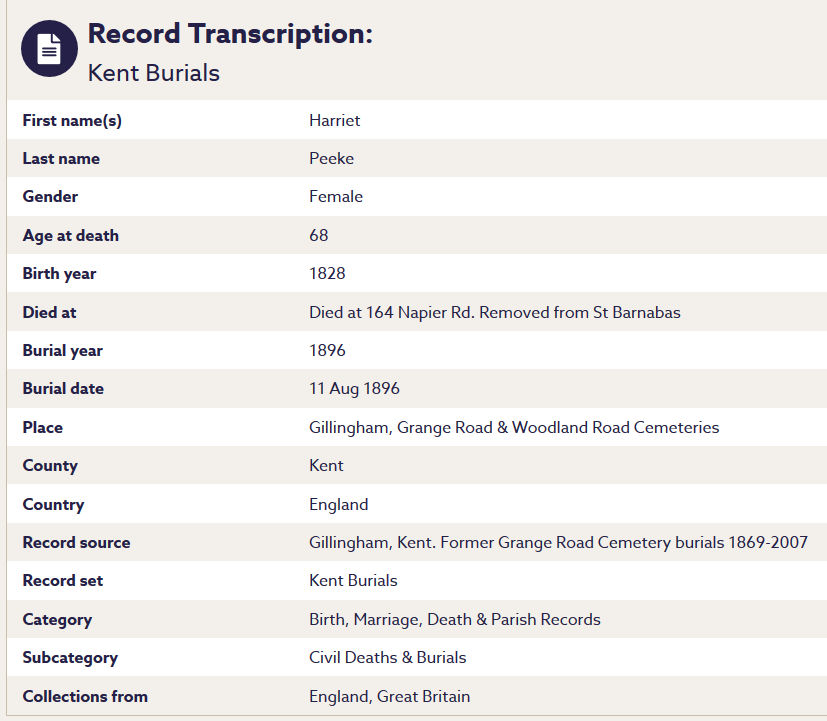 Record Transcription:
Kent Burials
First name(s) Harriet
Last name Peeke
Gender Female
Age at death 68
Birth year 1828
Died at Died at 164 Napier Rd. Removed from St Barnabas
Burial year 1896
Burial date 11 Aug 1896
Place Gillingham, Grange Road & Woodland Road Cemeteries
County Kent
Country England
Record source Gillingham, Kent. Former Grange Road Cemetery burials 1869-2007
Record set Kent Burials
Category Birth, Marriage, Death & Parish Records
Subcategory Civil Deaths & Burials
Collections from England, Great Britain